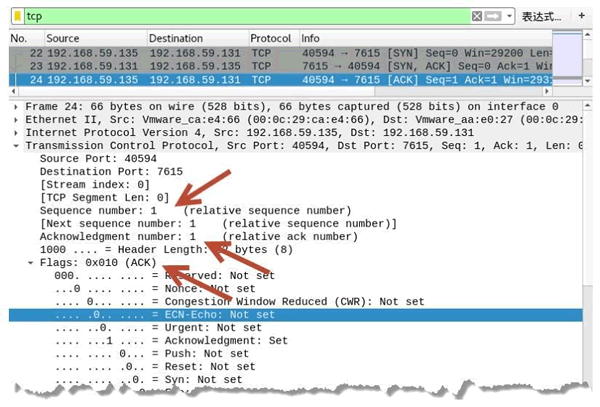 tcp
表达式...
+
No. Source Destination Protocol Info
22 192.168.59.135 192.168.59.131 TCP 40594 → 7615 [SYN] Seq=0 Win=29200 Len=
23 192.168.59.131 192.168.59.135 TCP 7615 → 40594 [SYN, ACK] Seq=0 Ack=1 Win=
24 192.168.59.135 192.168.59.131 TCP 40594 → 7615 [ACK] Seq=1 Ack=1 Win=293
Frame 24: 66 bytes on wire (528 bits), 66 bytes captured (528 bits) on interface 0
Ethernet II, Src: Vmware_ca:e4:66 (00:0c:29:ca:e4:66), Dst: Vmware_aa:e0:27 (00:0c:29:
Internet Protocol Version 4, Src: 192.168.59.135, Dst: 192.168.59.131
Transmission Control Protocol, Src Port: 40594, Dst Port: 7615, Seq: 1, Ack: 1, Len: 0
Source Port: 40594
Destination Port: 7615
[Stream index: 0]
[TCP Segment Len: 0]
Sequence number: 1 (relative sequence number)
[Next sequence number: 1 (relative sequence number)]
Acknowledgment number: 1 (relative ack number)
1000 .... = Header Length: bytes (8)
Flags: 0x010 (ACK)
000. .... .... = Reserved: Not set
...0 .... .... = Nonce: Not set
.... 0... .... = Congestion Window Reduced (CWR): Not set
.... .0.. .... = ECN-Echo: Not set
.... ..0. .... = Urgent: Not set
.... ...1 .... = Acknowledgment: Set
.... .... 0... = Push: Not set
.... .... .0.. = Reset: Not set
.... .... ..0. = Syn: Not set